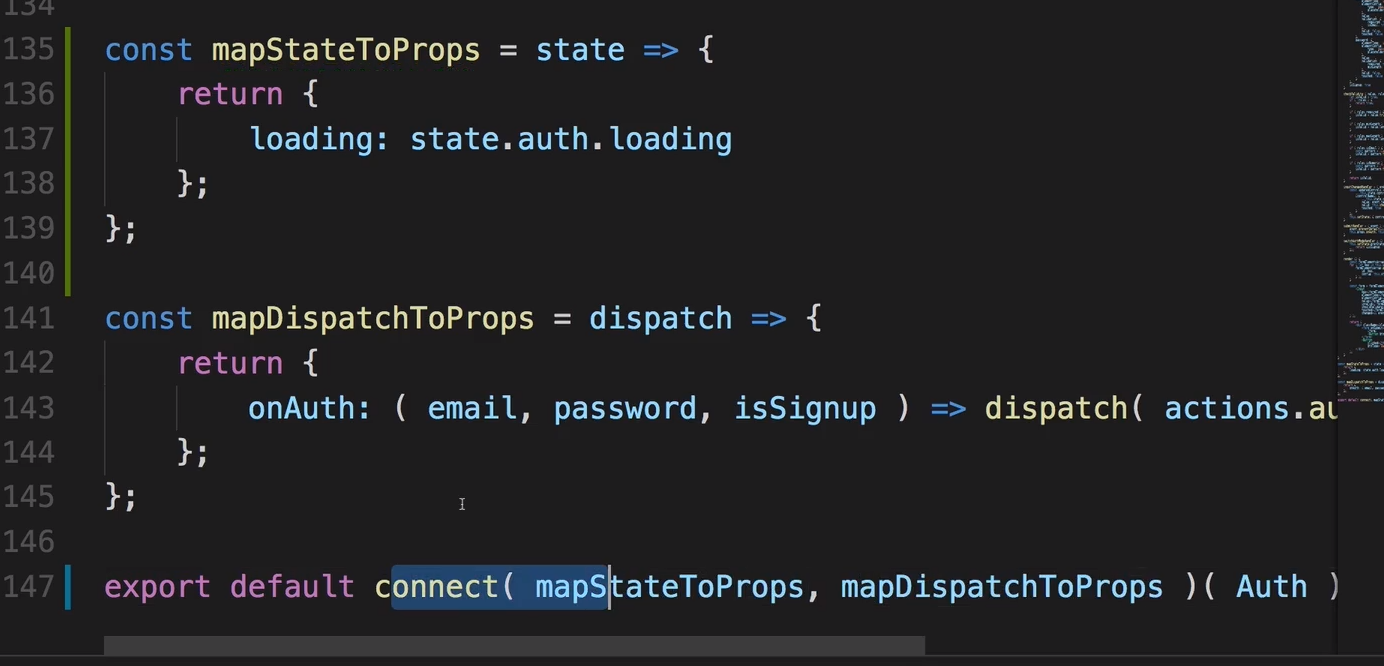 134
135 const mapStateToProps = state => {
136 return {
137 loading: state.auth.loading
138 };
139 };
140
141 const mapDispatchToProps = dispatch => {
142 return {
143 onAuth: ( email, password, isSignup ) => dispatch( actions.au
144 };
145 };
146
147 export default connect( mapStateToProps, mapDispatchToProps )( Auth )